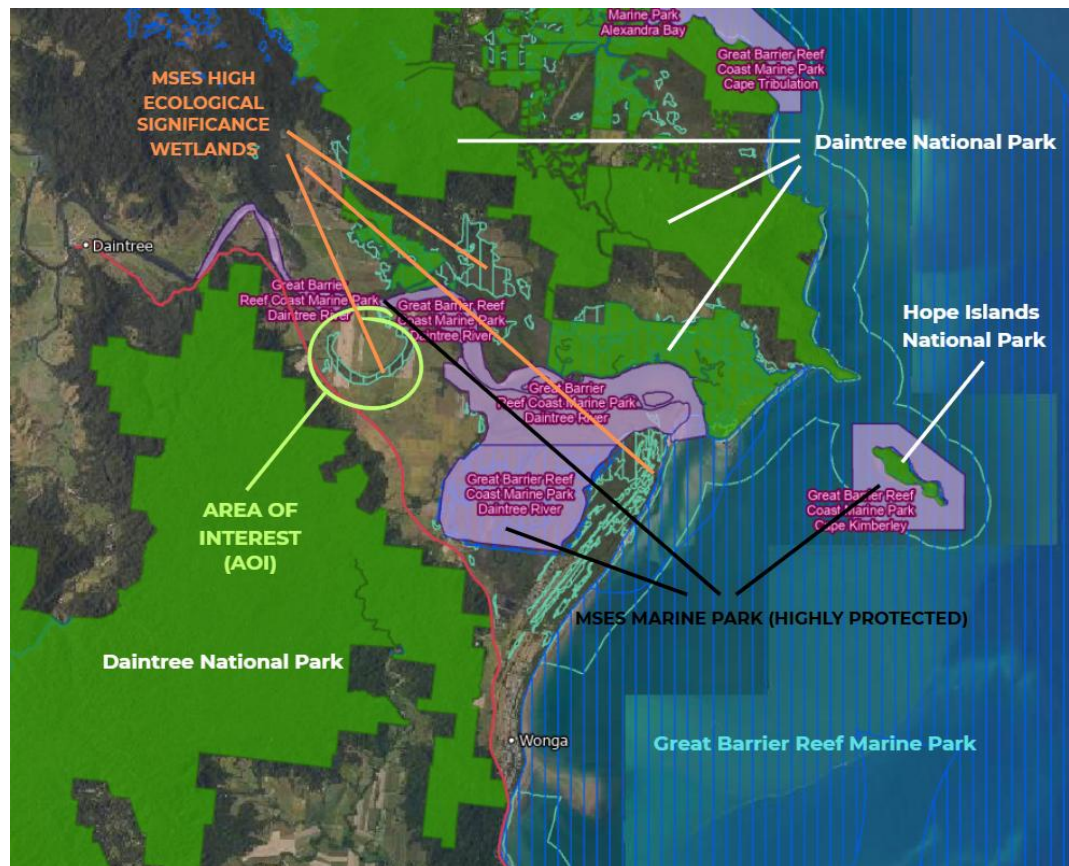 Marine Park
Alexandra Bay
Great Barrier Reef
Coast Marine Park
Cape Tribulation
MSES HIGH
ECOLOGICAL
SIGNIFICANCE
WETLANDS
Daintree National Park
Daintree
Great Barrier
Reef Coast Marine Park
Daintree River
Great Barrier Reef
Coast Marine Park
Daintree River
Hope Islands
National Park
Great Barrier
Reef Coast Marine Park
Daintree River
Great Barrier Reef
Coast Marine Park
Daintree River
Great Barrier Reef
Coast Marine Park
Cape Kimberley
AREA OF
INTEREST
(AOI)
MSES MARINE PARK (HIGHLY PROTECTED)
Daintree National Park
Wonga
Great Barrier Reef Marine Park